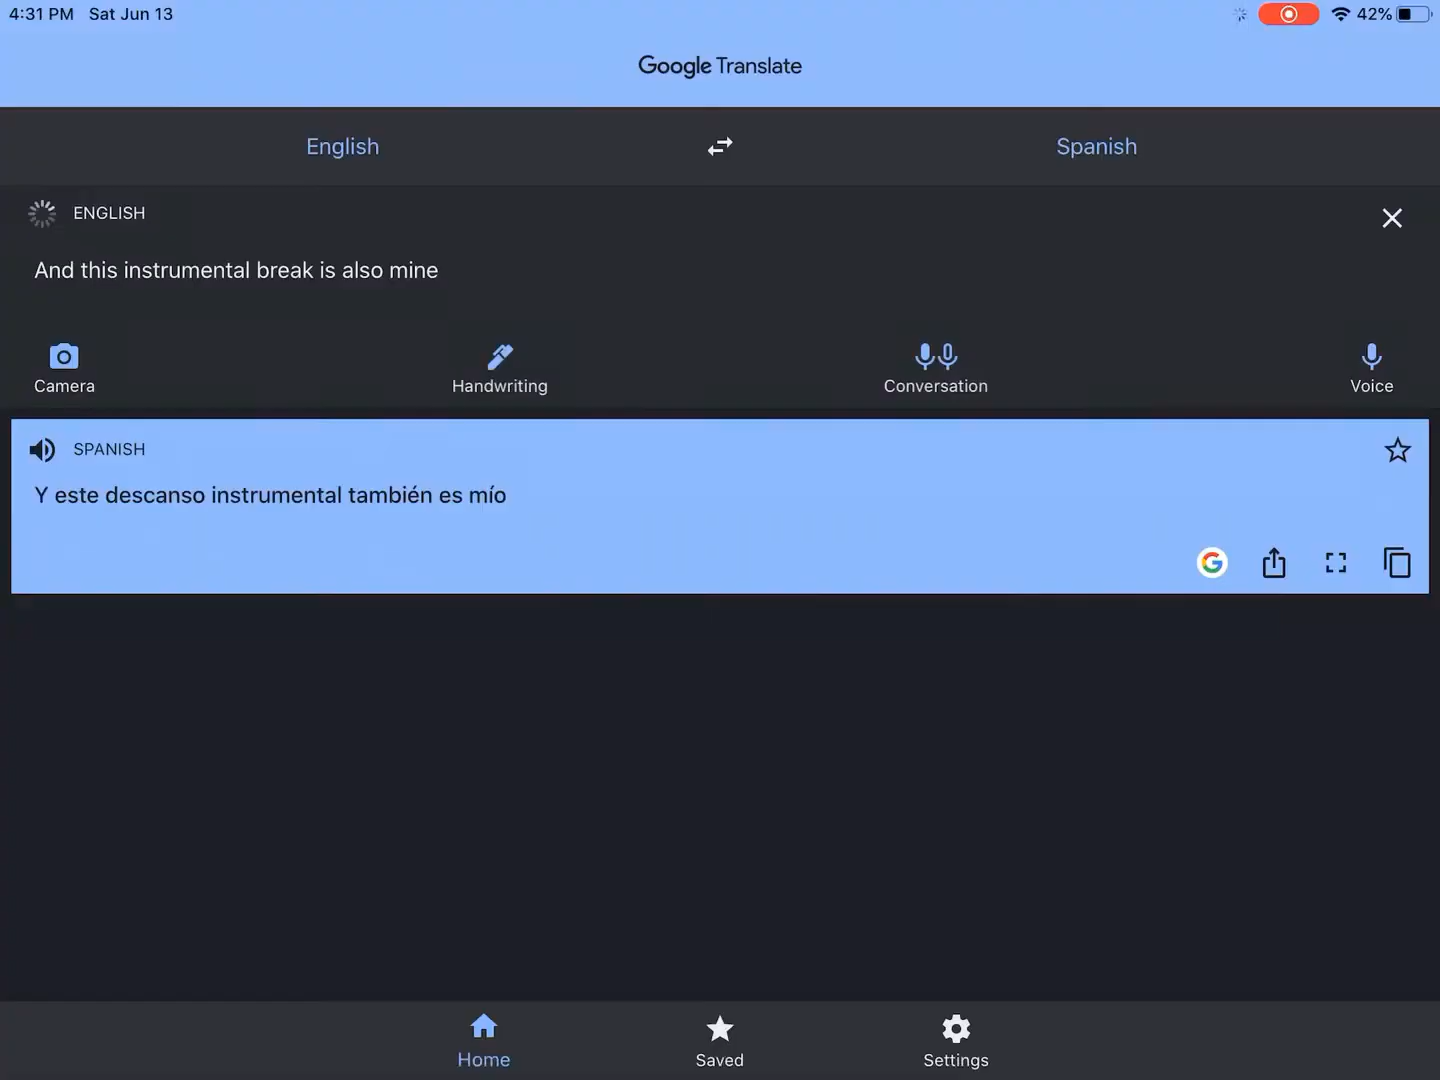 4:31 PM Sat Jun 13
42%
Google Translate
English
Spanish
ENGLISH
And this instrumental break is also mine
Camera
Handwriting
Conversation
Voice
SPANISH
Y este descanso instrumental también es mío
Home
Saved
Settings